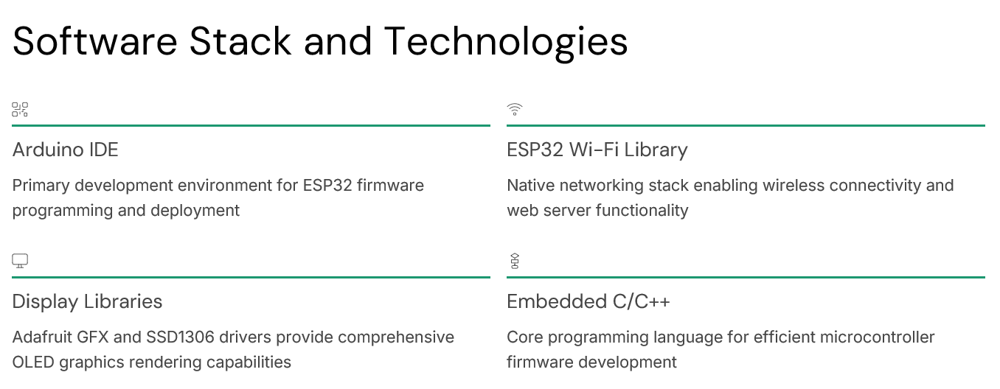 Software Stack and Technologies
Arduino IDE
Primary development environment for ESP32 firmware
programming and deployment
ESP32 Wi-Fi Library
Native networking stack enabling wireless connectivity and
web server functionality
Display Libraries
Adafruit GFX and SSD1306 drivers provide comprehensive
OLED graphics rendering capabilities
Embedded C/C++
Core programming language for efficient microcontroller
firmware development